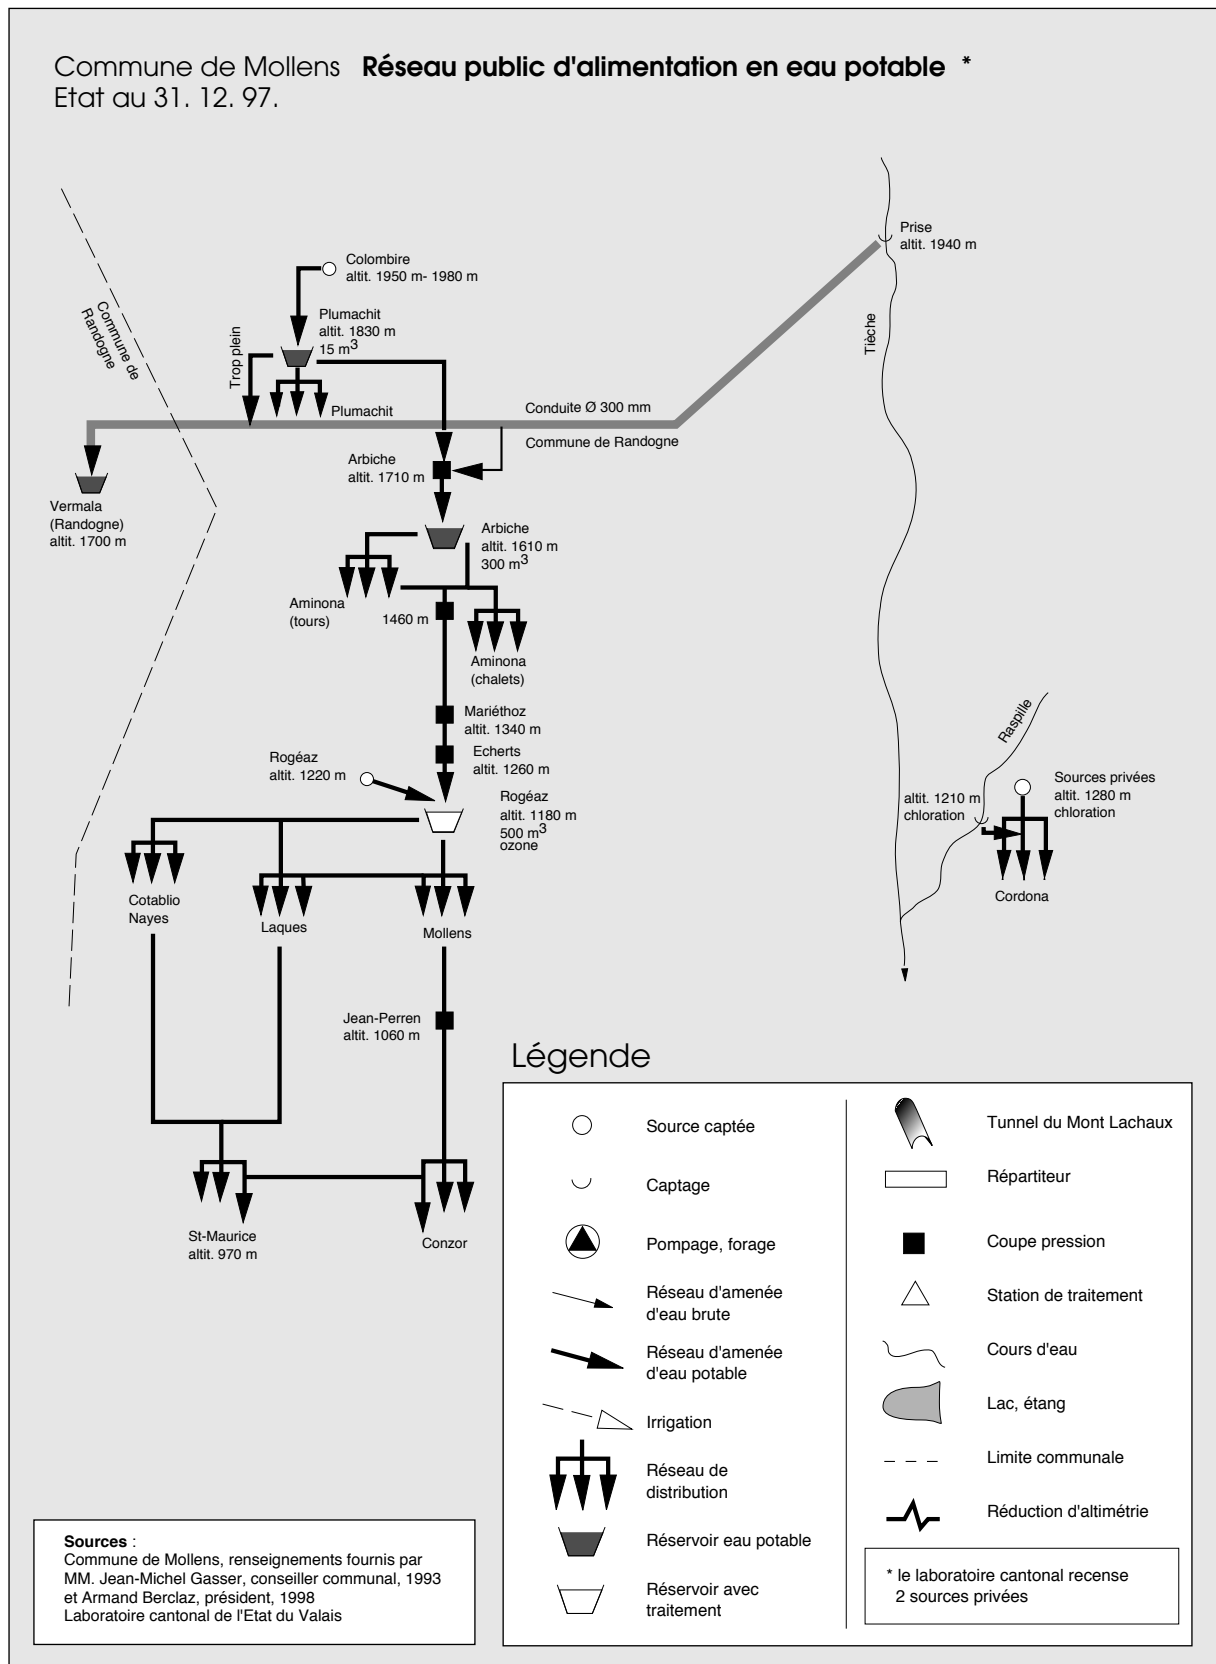 Commune de Mollens Réseau public d'alimentation en eau potable *
Etat au 31. 12. 97.
Prise
altit. 1940 m
Colombire
altit. 1950 m- 1980 m
Commune de
Randogne
Tièche
Plumachit
altit. 1830 m
15 m3
Trop plein
Plumachit
Conduite Ø 300 mm
Commune de Randogne
Arbiche
altit. 1710 m
Vermala
(Randogne)
altit. 1700 m
Arbiche
altit. 1610 m
300 m3
Aminona
(tours)
1460 m
Aminona
(chalets)
Mariéthoz
altit. 1340 m
Echerts
altit. 1260 m
Rogéaz
altit. 1220 m
Rogéaz
altit. 1180 m
500 m3
ozone
Raspille
altit. 1210 m
chloration
Sources privées
altit. 1280 m
chloration
Cordona
Cotablio
Nayes
Laques
Mollens
Jean-Perren
altit. 1060 m
St-Maurice
altit. 970 m
Conzor
Légende
Source captée
Captage
Pompage, forage
Réseau d'amenée
d'eau brute
Réseau d'amenée
d'eau potable
Irrigation
Réseau de
distribution
Réservoir eau potable
Réservoir avec
traitement
Tunnel du Mont Lachaux
Répartiteur
Coupe pression
Station de traitement
Cours d'eau
Lac, étang
Limite communale
Réduction d'altimétrie
* le laboratoire cantonal recense
2 sources privées
Sources :
Commune de Mollens, renseignements fournis par
MM. Jean-Michel Gasser, conseiller communal, 1993
et Armand Berclaz, président, 1998
Laboratoire cantonal de l'Etat du Valais